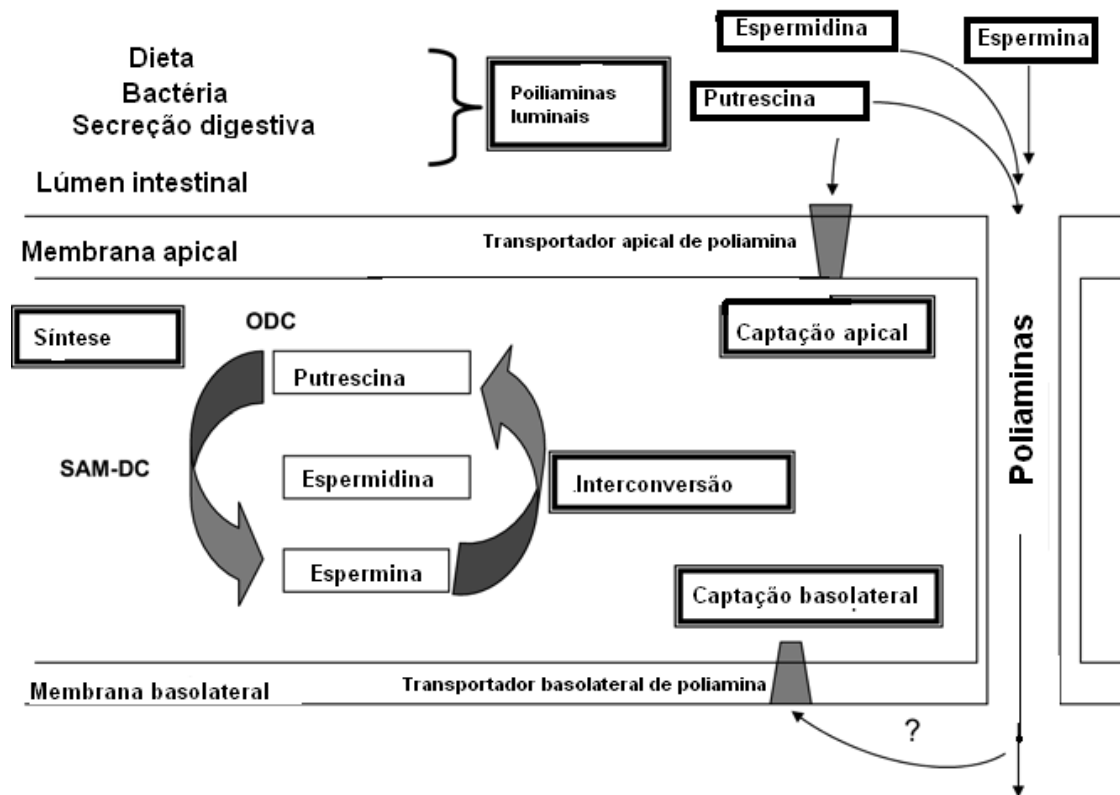 Espermidina
Espermina
Dieta
Bactéria
Secreção digestiva
Poiliaminas
luminais
Putrescina
Lúmen intestinal
Membrana apical
Transportador apical de poliamina
Síntese
ODC
Captação apical
Putrescina
Poliaminas
SAM-DC
Espermidina
.Interconversão
Espermina
Captação basolateral
Membrana basolateral
Transportador basolateral de poliamina
?